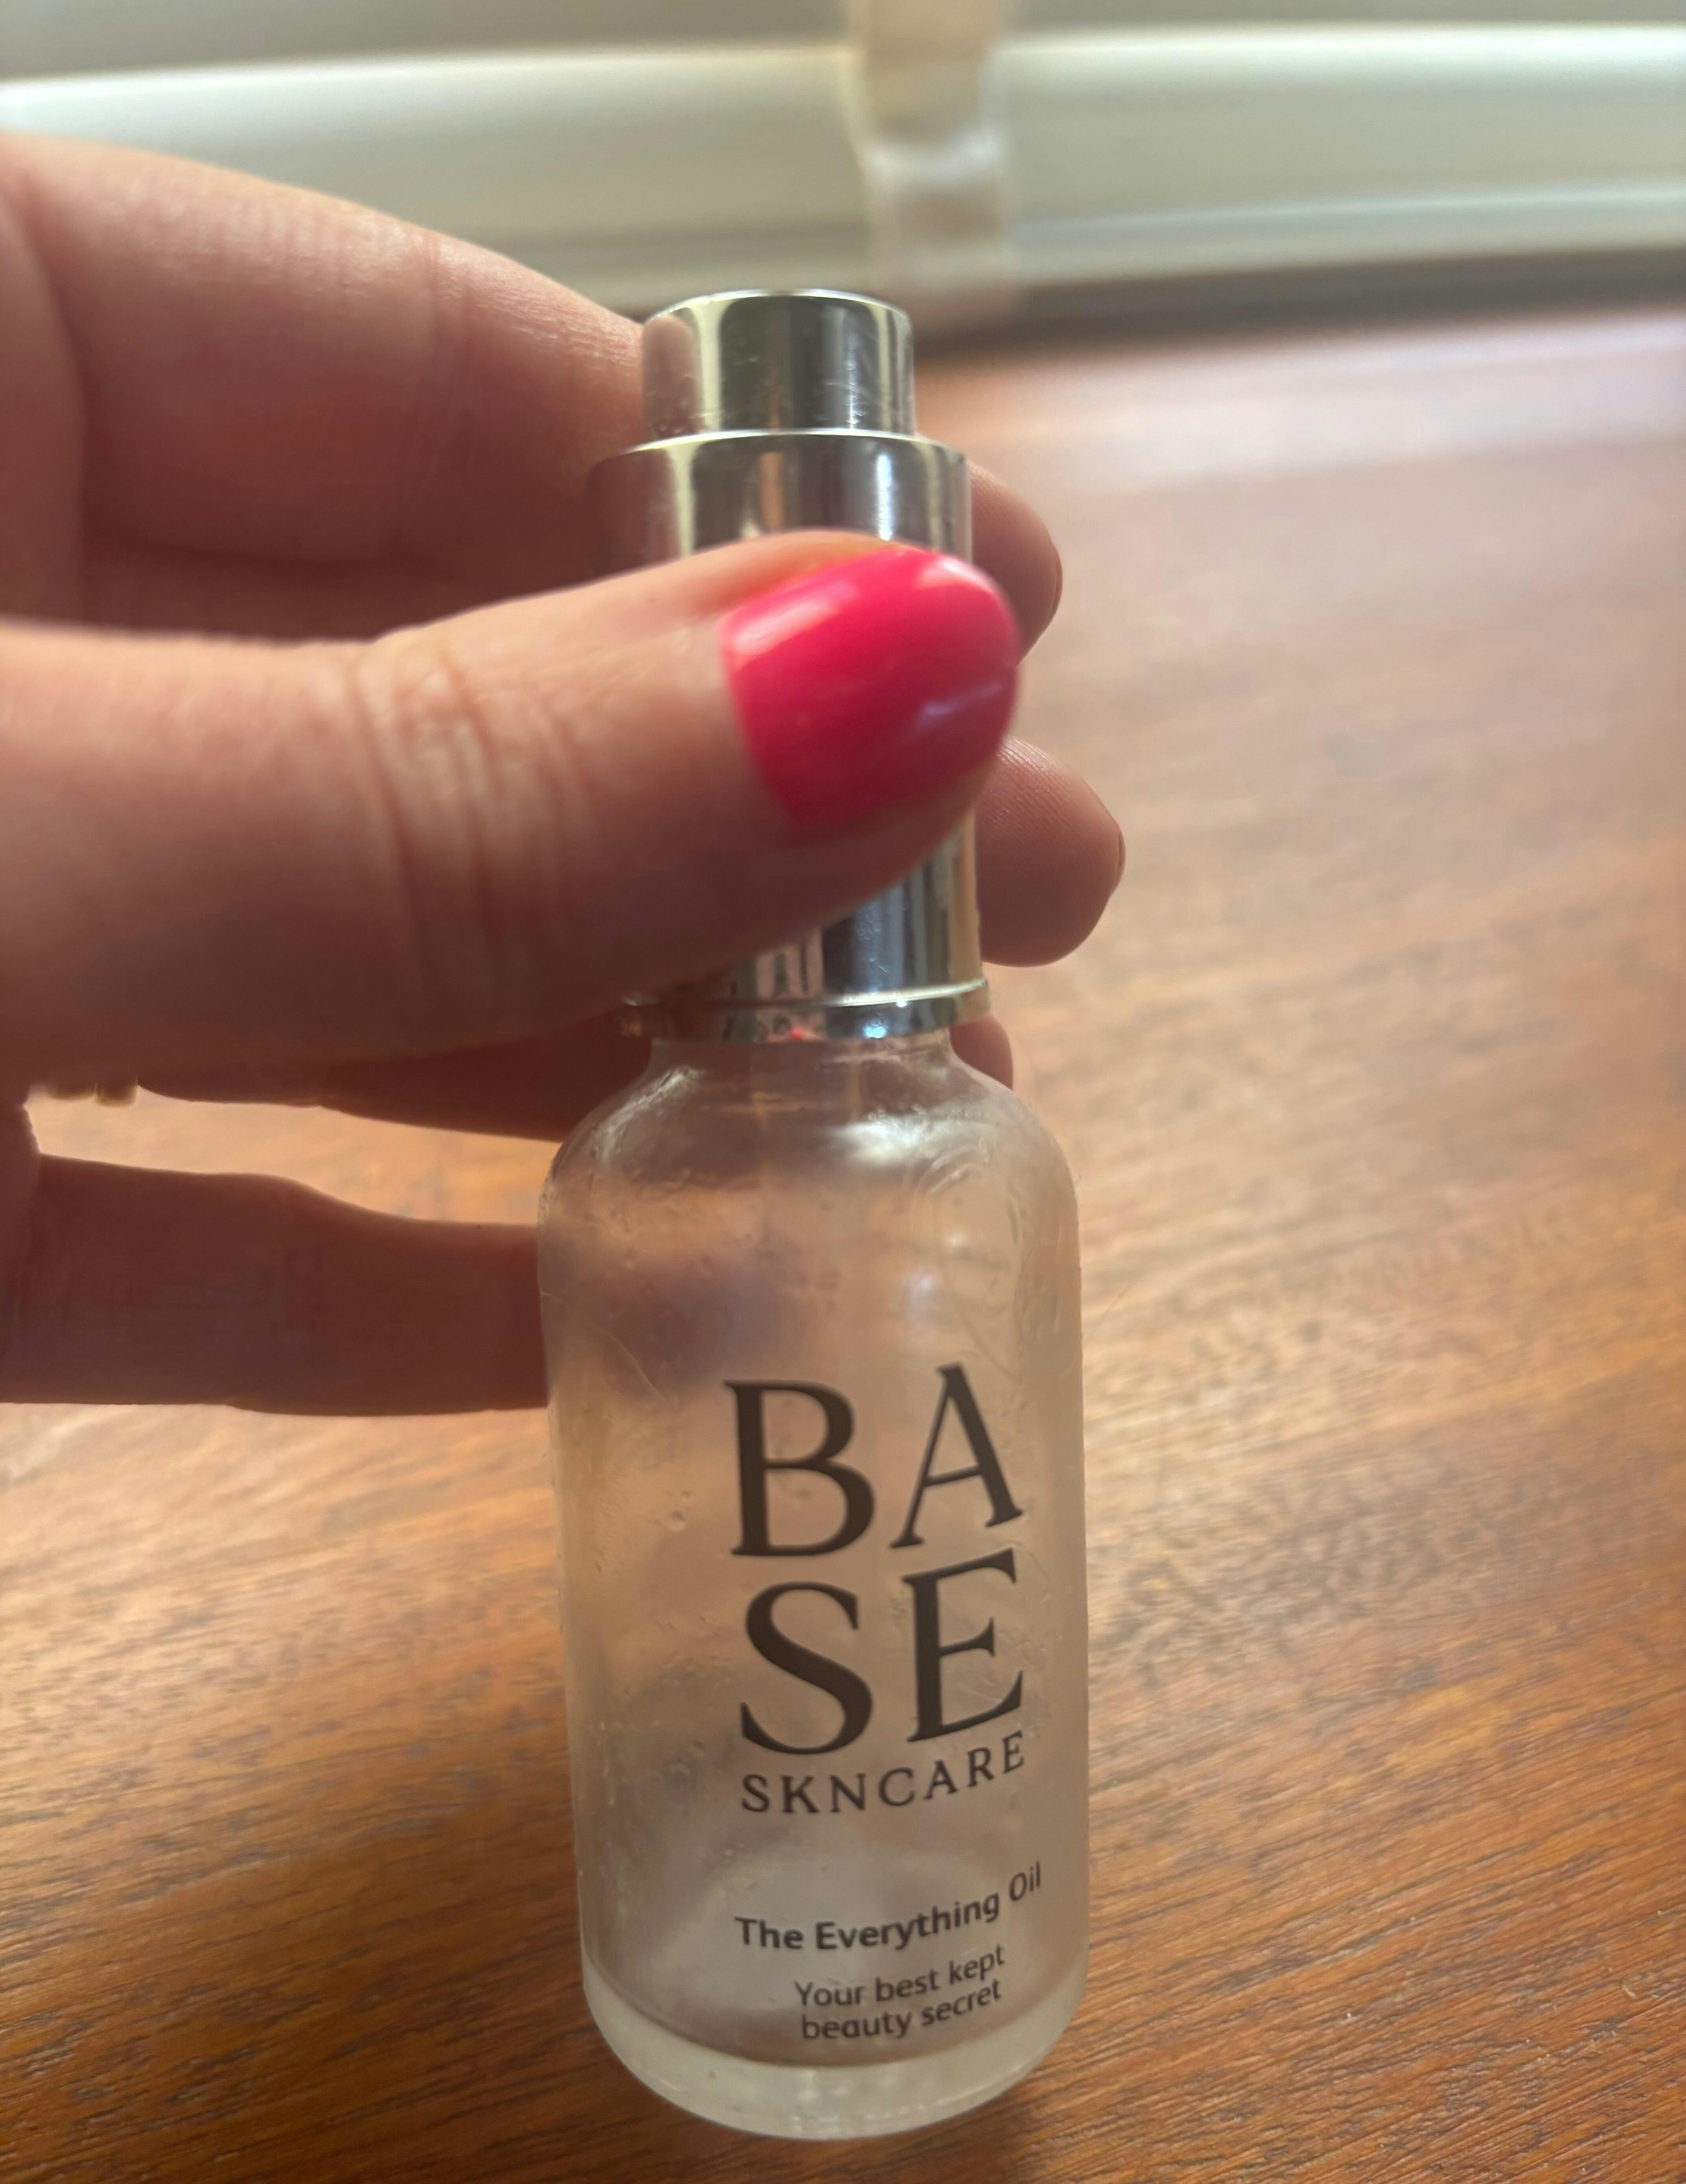 BA
SE
SKNCARE
The Everything Oil
Your best kept
beauty secret